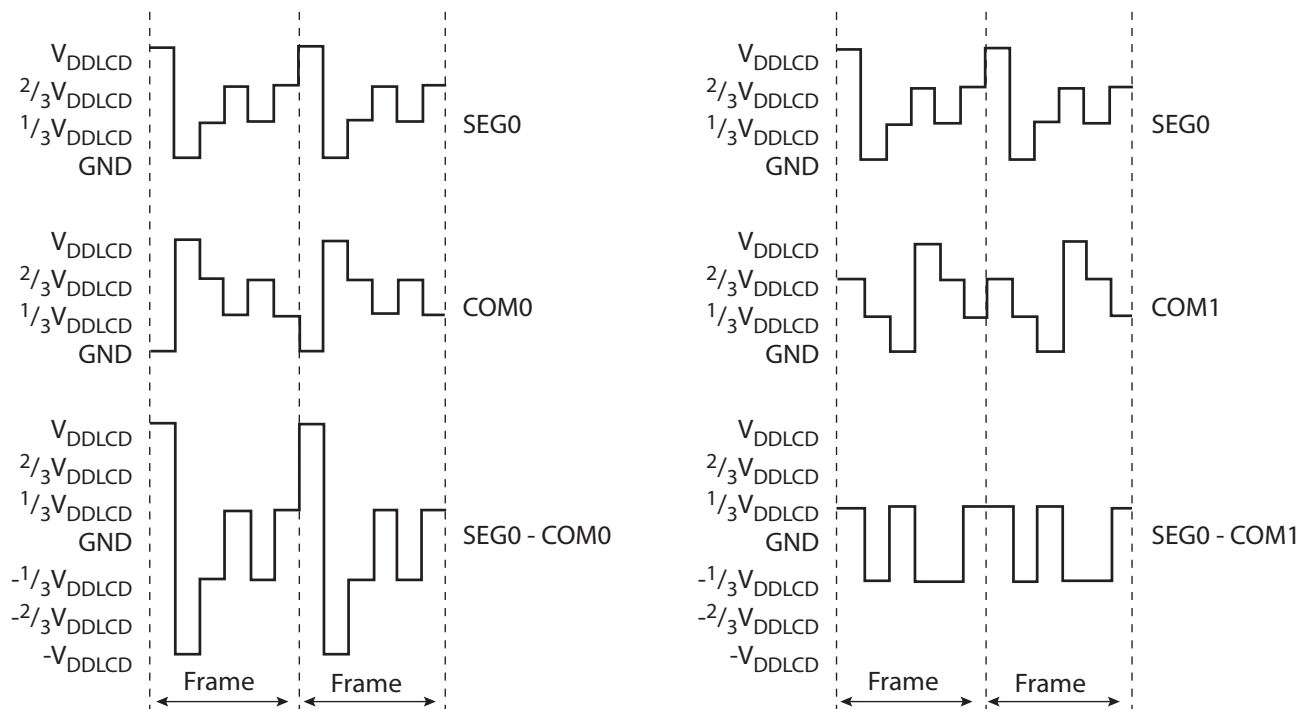 V_DDLCD
2/3V_DDLCD
1/3V_DDLCD
GND
SEG0
V_DDLCD
2/3V_DDLCD
1/3V_DDLCD
GND
COM0
V_DDLCD
2/3V_DDLCD
1/3V_DDLCD
GND
-1/3V_DDLCD
-2/3V_DDLCD
-V_DDLCD
SEG0 - COM0
Frame
Frame
V_DDLCD
2/3V_DDLCD
1/3V_DDLCD
GND
SEG0
V_DDLCD
2/3V_DDLCD
1/3V_DDLCD
GND
COM1
V_DDLCD
2/3V_DDLCD
1/3V_DDLCD
GND
-1/3V_DDLCD
-2/3V_DDLCD
-V_DDLCD
SEG0 - COM1
Frame
Frame